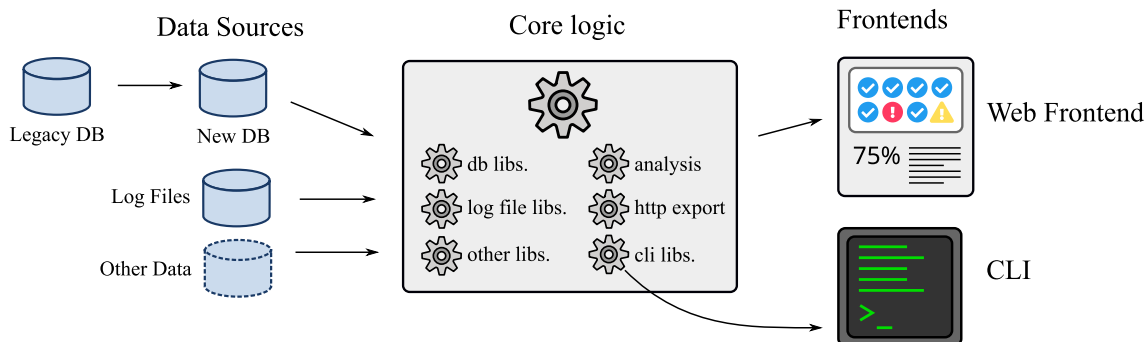 Data Sources
Core logic
Frontends
Legacy DB
New DB
Log Files
Other Data
db libs.
analysis
log file libs.
http export
other libs.
cli libs.
75%
Web Frontend
>_
CLI